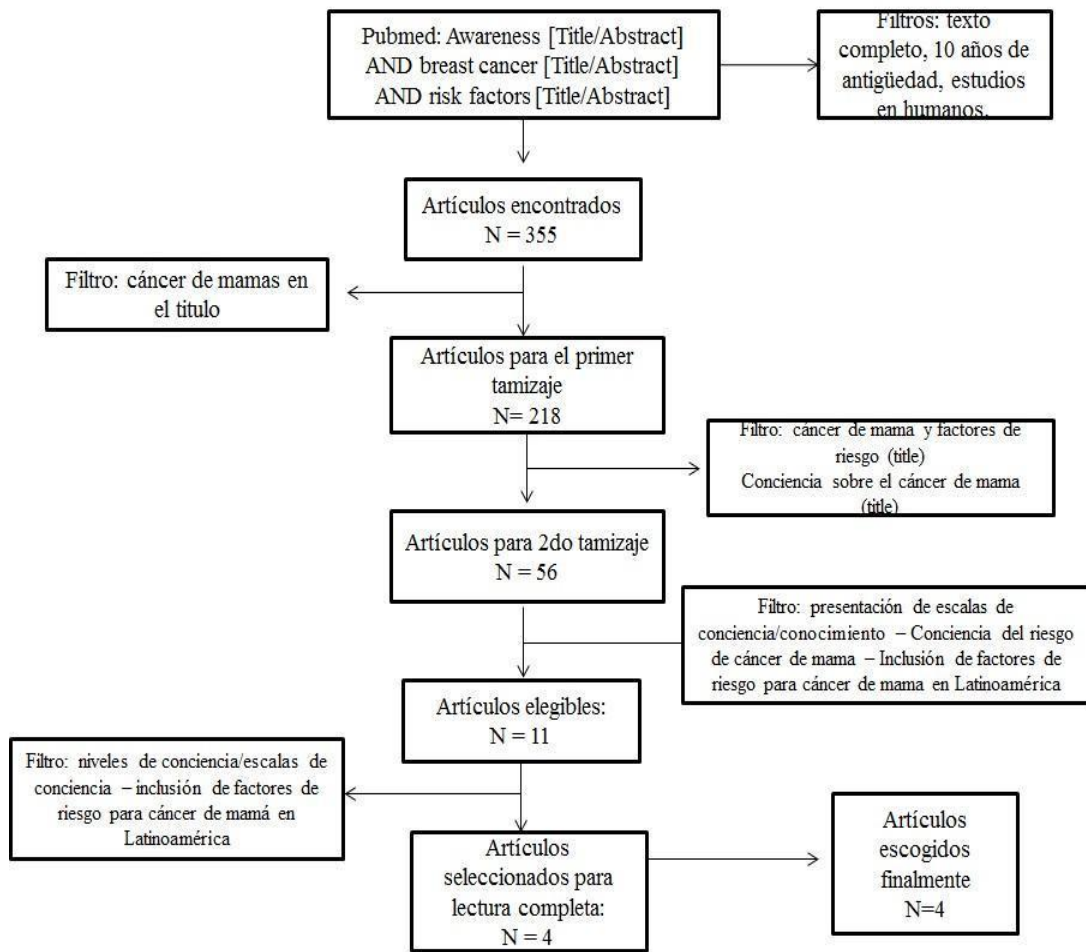 Pubmed: Awareness [Title/Abstract]
AND breast cancer [Title/Abstract]
AND risk factors [Title/Abstract]
Filtros: texto
completo, 10 años de
antigüedad, estudios
en humanos.
Artículos encontrados
N = 355
Filtro: cáncer de mamas en
el titulo
Artículos para el primer
tamizaje
N= 218
Filtro: cáncer de mama y factores de
riesgo (title)
Conciencia sobre el cáncer de mama
(title)
Artículos para 2do tamizaje
N = 56
Filtro: presentación de escalas de
conciencia/conocimiento – Conciencia del riesgo
de cáncer de mama – Inclusión de factores de
riesgo para cáncer de mama en Latinoamérica
Artículos elegibles:
N = 11
Filtro: niveles de conciencia/escalas de
conciencia – inclusión de factores de
riesgo para cáncer de mamá en
Latinoamérica
Artículos
seleccionados para
lectura completa:
N = 4
Artículos
escogidos
finalmente
N=4